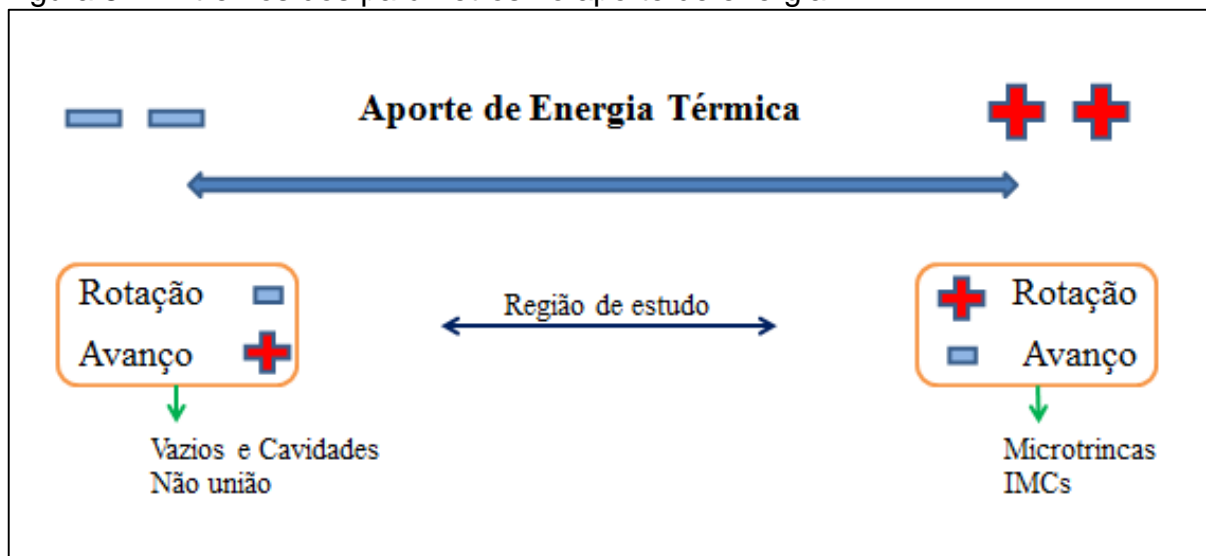 Aporte de Energia Térmica
Rotação
Avanço
Região de estudo
Rotação
Avanço
Vazios e Cavidades
Não união
Microtrincas
IMCs